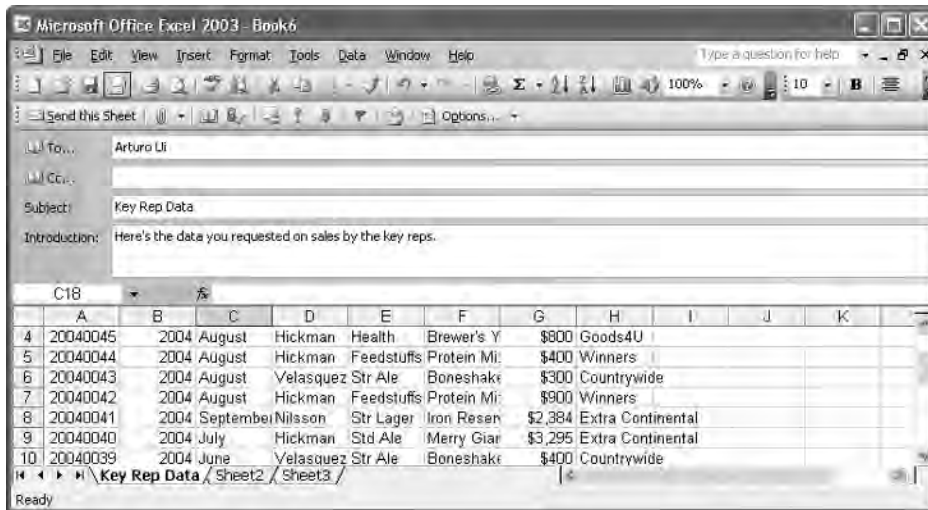 Microsoft Office Excel 2003 - Book6
File Edit View Insert Format Tools Data Window Help Type a question for help
100% 10 B
Send this Sheet Options...
To... Arturo Uli
Cc...
Subject: Key Rep Data
Introduction: Here's the data you requested on sales by the key reps.
C18 fx
A B C D E F G H I J K
4 20040045 2004 August Hickman Health Brewer's Y $800 Goods4U
5 20040044 2004 August Hickman Feedstuffs Protein Mi $400 Winners
6 20040043 2004 August Velasquez Str Ale Boneshake $300 Countrywide
7 20040042 2004 August Hickman Feedstuffs Protein Mi $900 Winners
8 20040041 2004 September Nilsson Str Lager Iron Reser $2,384 Extra Continental
9 20040040 2004 July Hickman Std Ale Merry Giar $3,295 Extra Continental
10 20040039 2004 June Velasquez Str Ale Boneshake $400 Countrywide
Key Rep Data Sheet2 Sheet3
Ready